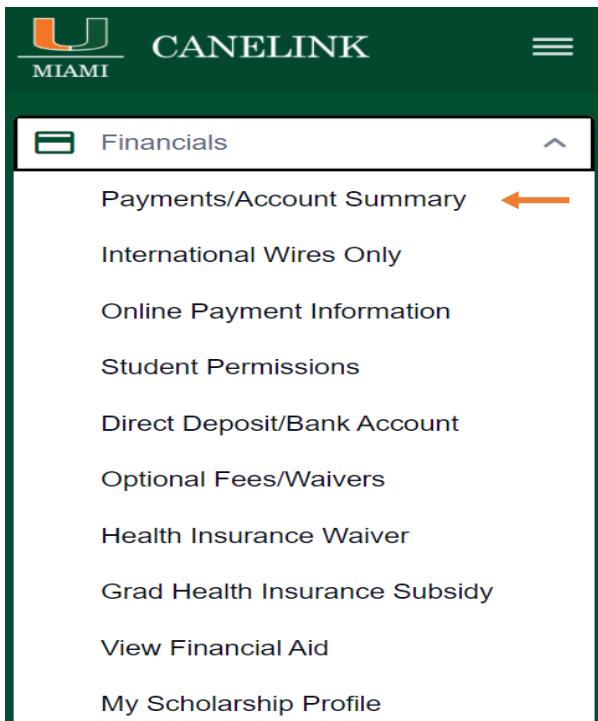 CANELINK
MIAMI
Financials
Payments/Account Summary
International Wires Only
Online Payment Information
Student Permissions
Direct Deposit/Bank Account
Optional Fees/Waivers
Health Insurance Waiver
Grad Health Insurance Subsidy
View Financial Aid
My Scholarship Profile